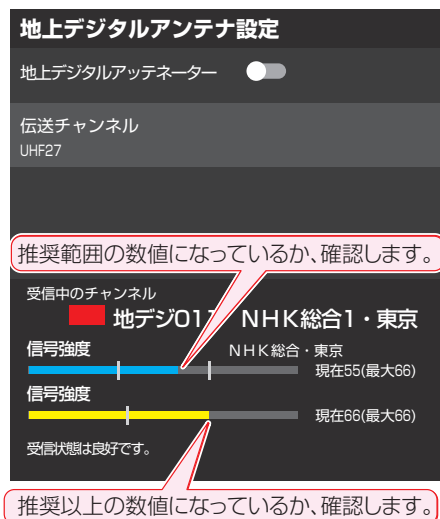 地上デジタルアンテナ設定
地上デジタルアッテネーター
伝送チャンネル
UHF27
推奨範囲の数値になっているか、確認します。
受信中のチャンネル
地デジ011 NHK総合1・東京
信号強度 NHK総合・東京
現在55(最大66)
信号強度
現在66(最大66)
受信状態は良好です。
推奨以上の数値になっているか、確認します。